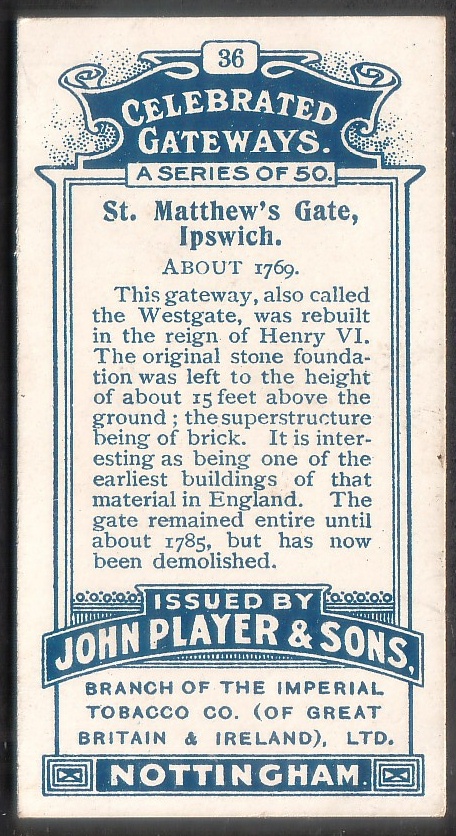 36
CELEBRATED
GATEWAYS.
A SERIES OF 50.
St. Matthew's Gate,
Ipswich.
ABOUT 1769.
This gateway, also called
the Westgate, was rebuilt
in the reign of Henry VI.
The original stone founda-
tion was left to the height
of about 15 feet above the
ground ; the superstructure
being of brick. It is inter-
esting as being one of the
earliest buildings of that
material in England. The
gate remained entire until
about 1785, but has now
been demolished.
ISSUED BY
JOHN PLAYER & SONS,
BRANCH OF THE IMPERIAL
TOBACCO CO. (OF GREAT
BRITAIN & IRELAND), LTD.
NOTTINGHAM.